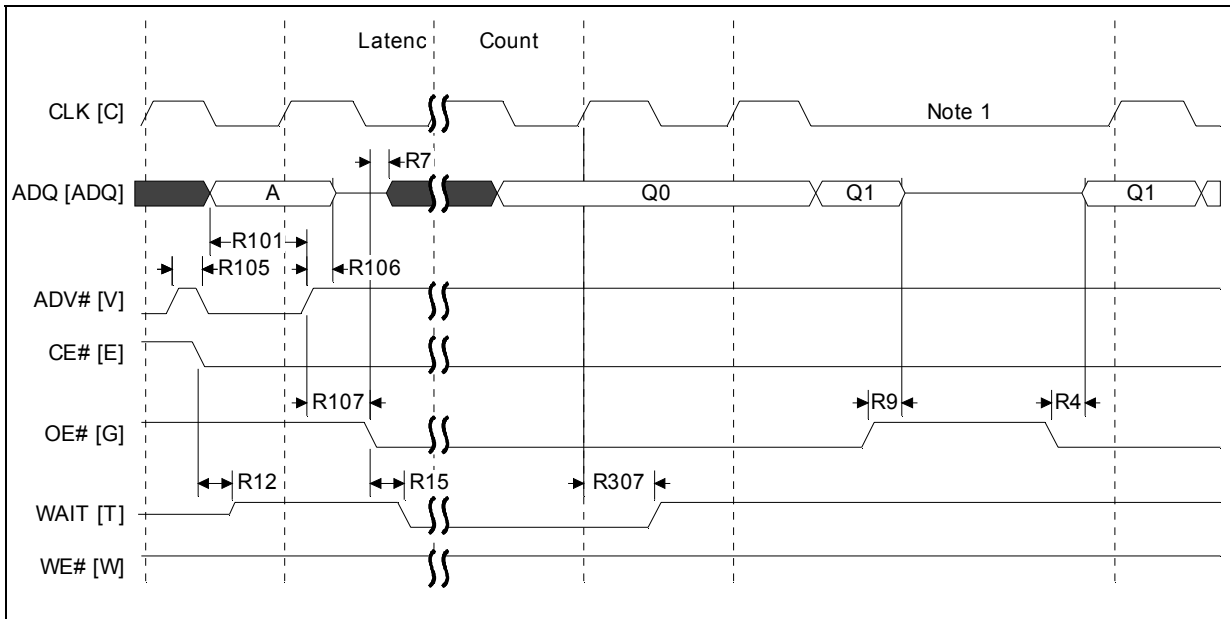 Latenc Count
CLK [C]
Note 1
R7
ADQ [ADQ]
A
Q0
Q1
Q1
R101
R105
R106
ADV# [V]
CE# [E]
R107
R9
R4
OE# [G]
R12
R15
R307
WAIT [T]
WE# [W]